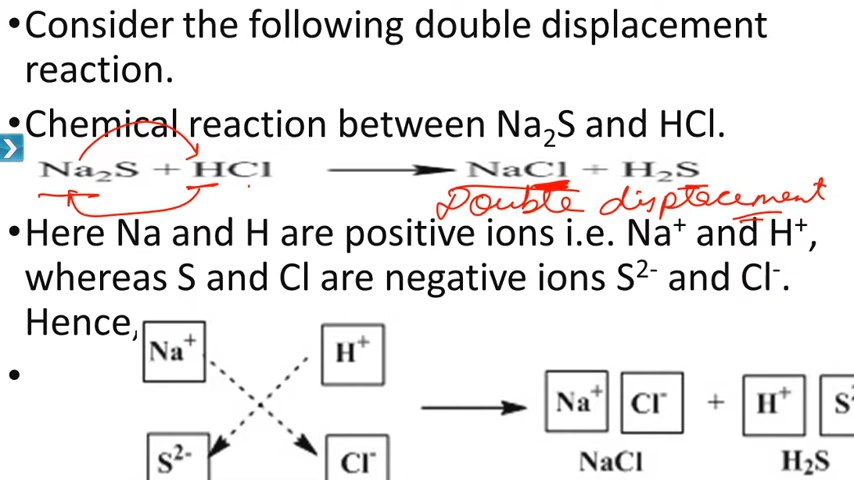 •Consider the following double displacement
reaction.
•Chemical reaction between Na₂S and HCl.
Na₂S + HCl ⟶ NaCl + H₂S
Double displacement
•Here Na and H are positive ions i.e. Na⁺ and H⁺,
whereas S and Cl are negative ions S²⁻ and Cl⁻.
Hence,
•
Na⁺ H⁺
Na⁺ Cl⁻ + H⁺ S²⁻
S²⁻ Cl⁻
NaCl H₂S